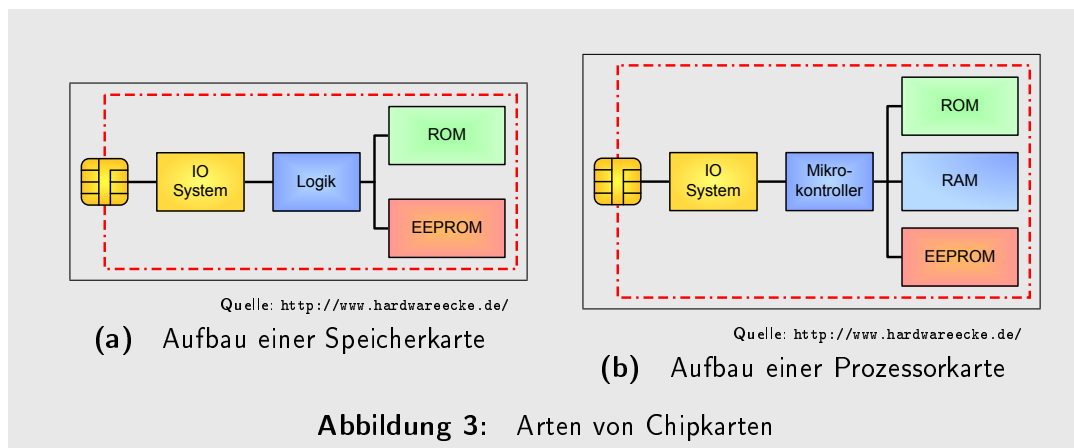 IO
System
Logik
ROM
EEPROM
Quelle: http://www.hardwareecke.de/
(a) Aufbau einer Speicherkarte
IO
System
Mikro-
kontroller
ROM
RAM
EEPROM
Quelle: http://www.hardwareecke.de/
(b) Aufbau einer Prozessorkarte
Abbildung 3: Arten von Chipkarten